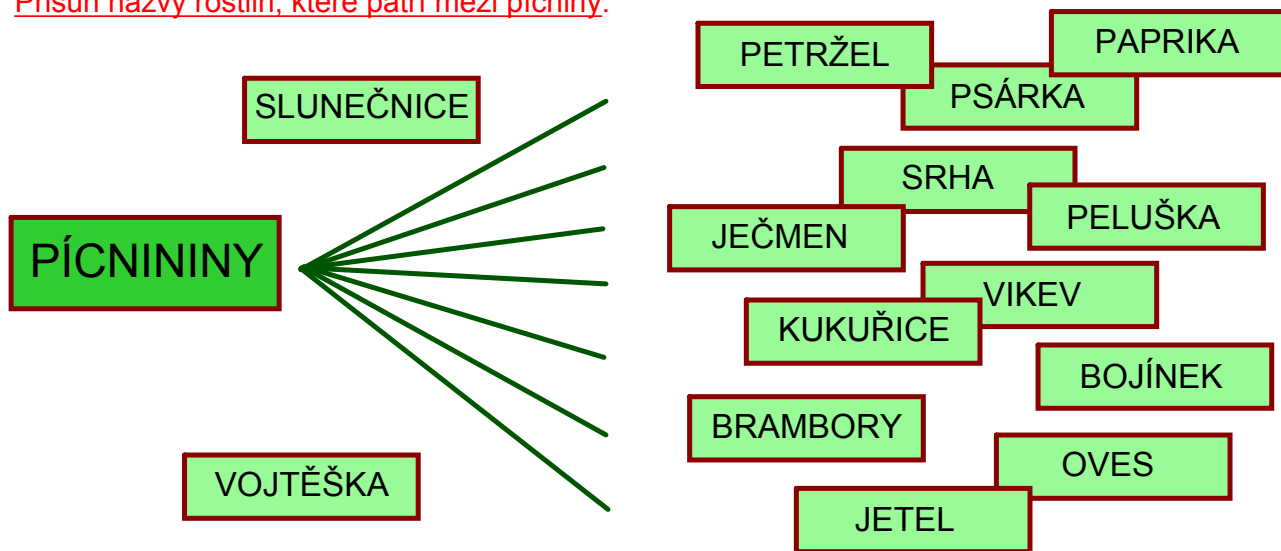 Přisuň názvy rostlin, které patří mezi pícniny.
PETRŽEL
PAPRIKA
PSÁRKA
SLUNEČNICE
SRHA
PELUŠKA
JEČMEN
PÍCNININY
VIKEV
KUKUŘICE
BOJÍNEK
BRAMBORY
OVES
VOJTĚŠKA
JETEL